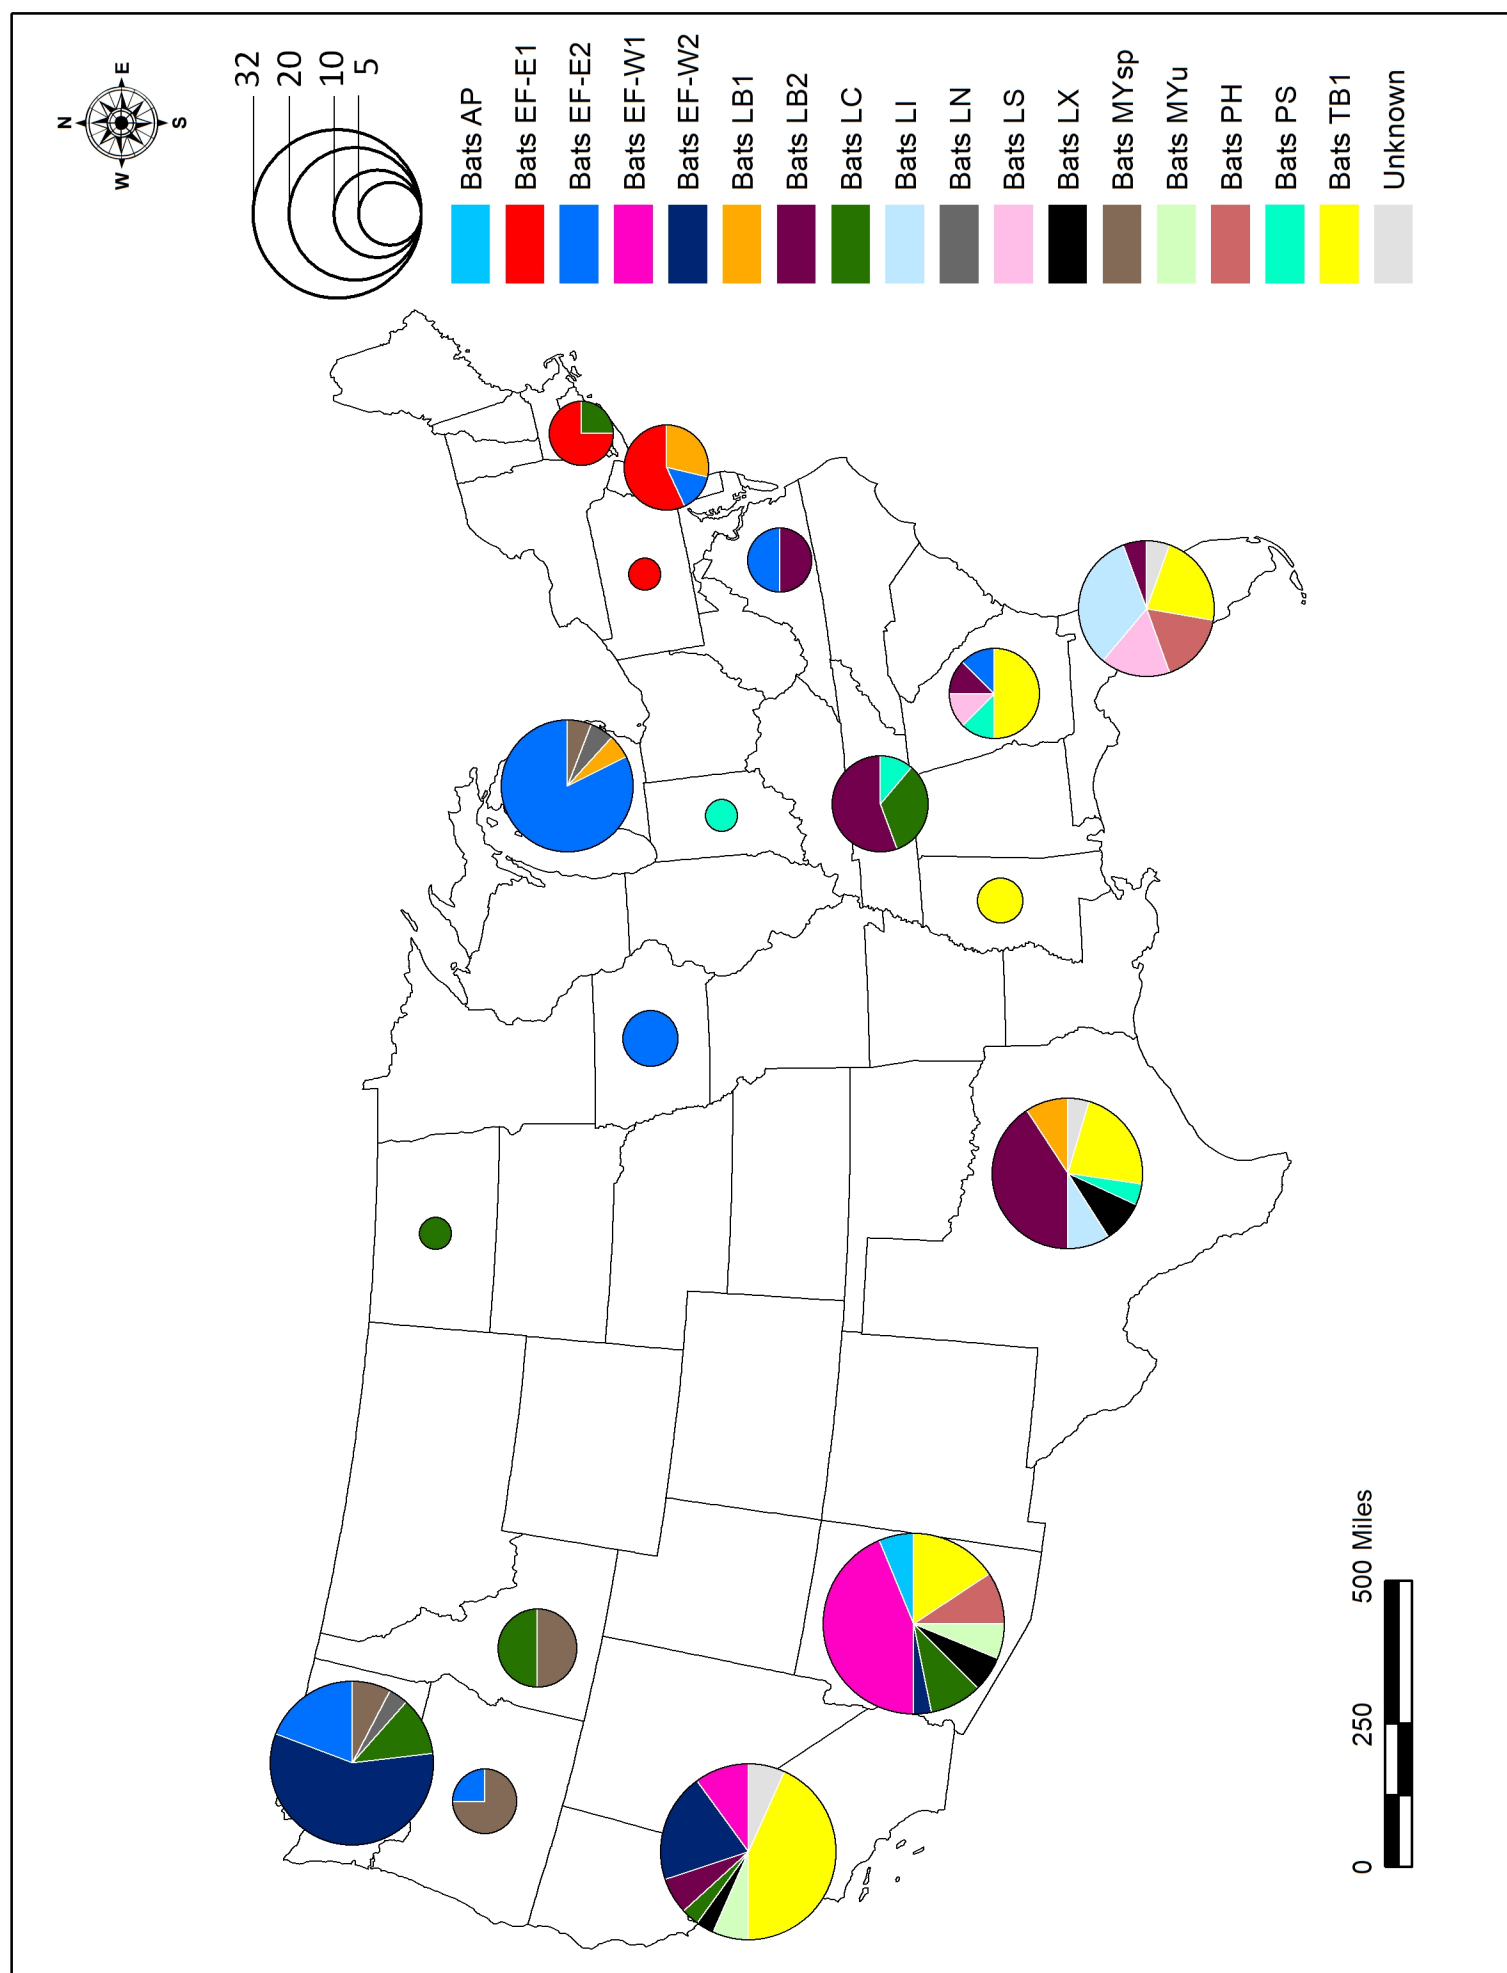 N
W E
S
32
20
10
5
Bats AP
Bats EF-E1
Bats EF-E2
Bats EF-W1
Bats EF-W2
Bats LB1
Bats LB2
Bats LC
Bats LI
Bats LN
Bats LS
Bats LX
Bats MYsp
Bats MYu
Bats PH
Bats PS
Bats TB1
Unknown
0 250 500 Miles